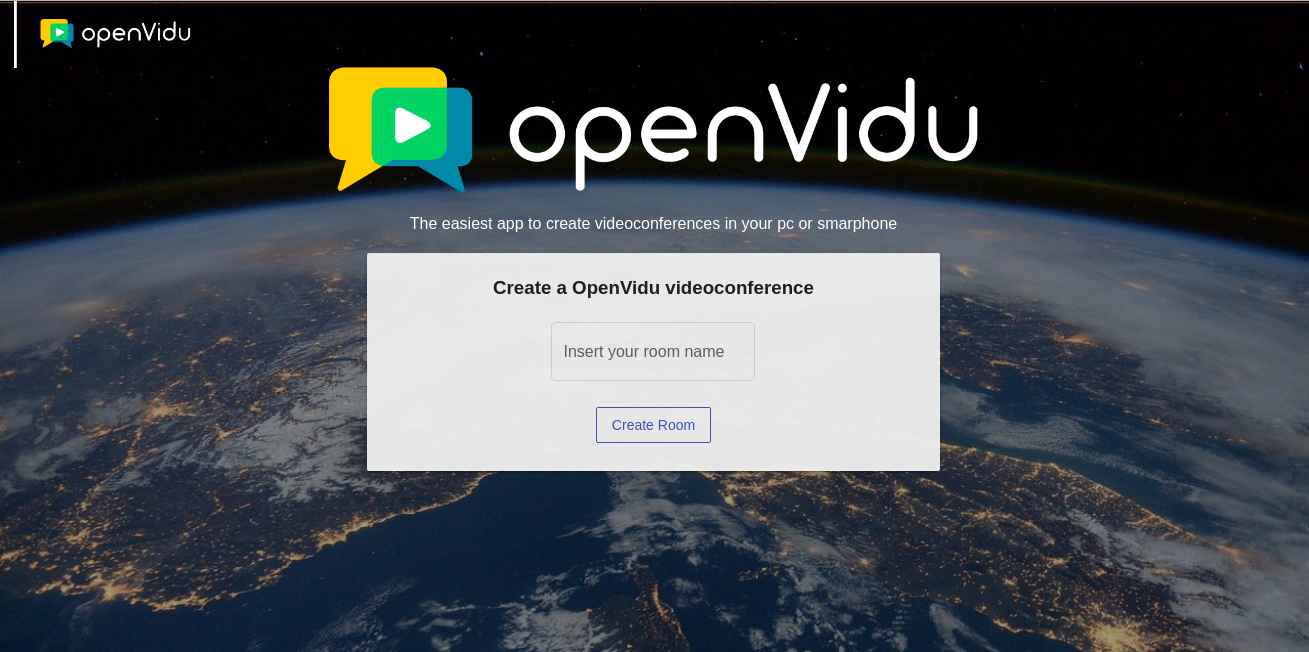 openVidu
openVidu
The easiest app to create videoconferences in your pc or smarphone
Create a OpenVidu videoconference
Insert your room name
Create Room